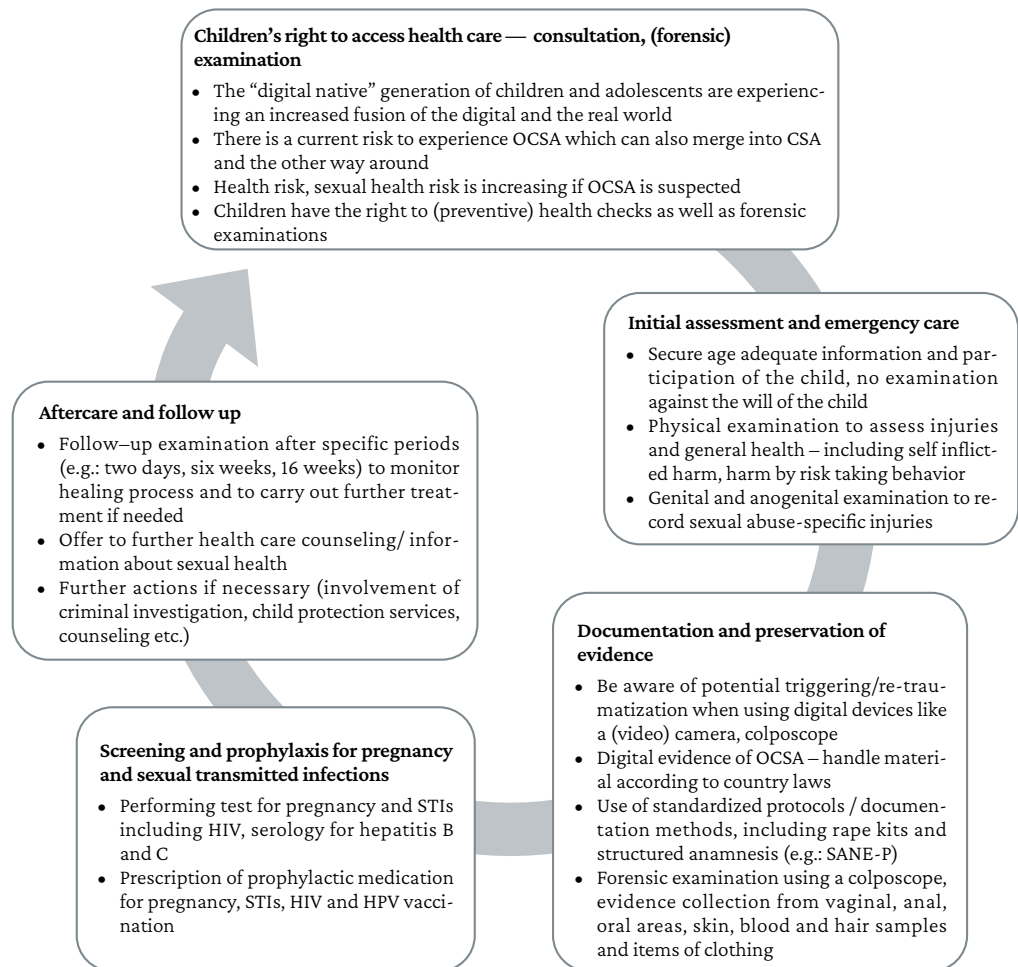 Children's right to access health care — consultation, (forensic)
examination
• The “digital native” generation of children and adolescents are experienc-
ing an increased fusion of the digital and the real world
• There is a current risk to experience OCSA which can also merge into CSA
and the other way around
• Health risk, sexual health risk is increasing if OCSA is suspected
• Children have the right to (preventive) health checks as well as forensic
examinations
Initial assessment and emergency care
• Secure age adequate information and par-
ticipation of the child, no examination
against the will of the child
• Physical examination to assess injuries
and general health – including self inflict-
ed harm, harm by risk taking behavior
• Genital and anogenital examination to re-
cord sexual abuse-specific injuries
Documentation and preservation of
evidence
• Be aware of potential triggering/re-trau-
matization when using digital devices like
a (video) camera, colposcope
• Digital evidence of OCSA – handle materi-
al according to country laws
• Use of standardized protocols / documen-
tation methods, including rape kits and
structured anamnesis (e.g.: SANE-P)
• Forensic examination using a colposcope,
evidence collection from vaginal, anal,
oral areas, skin, blood and hair samples
and items of clothing
Screening and prophylaxis for pregnancy
and sexual transmitted infections
• Performing test for pregnancy and STIs
including HIV, serology for hepatitis B
and C
• Prescription of prophylactic medication
for pregnancy, STIs, HIV and HPV vacci-
nation
Aftercare and follow up
• Follow–up examination after specific periods
(e.g.: two days, six weeks, 16 weeks) to monitor
healing process and to carry out further treat-
ment if needed
• Offer to further health care counseling/ infor-
mation about sexual health
• Further actions if necessary (involvement of
criminal investigation, child protection services,
counseling etc.)